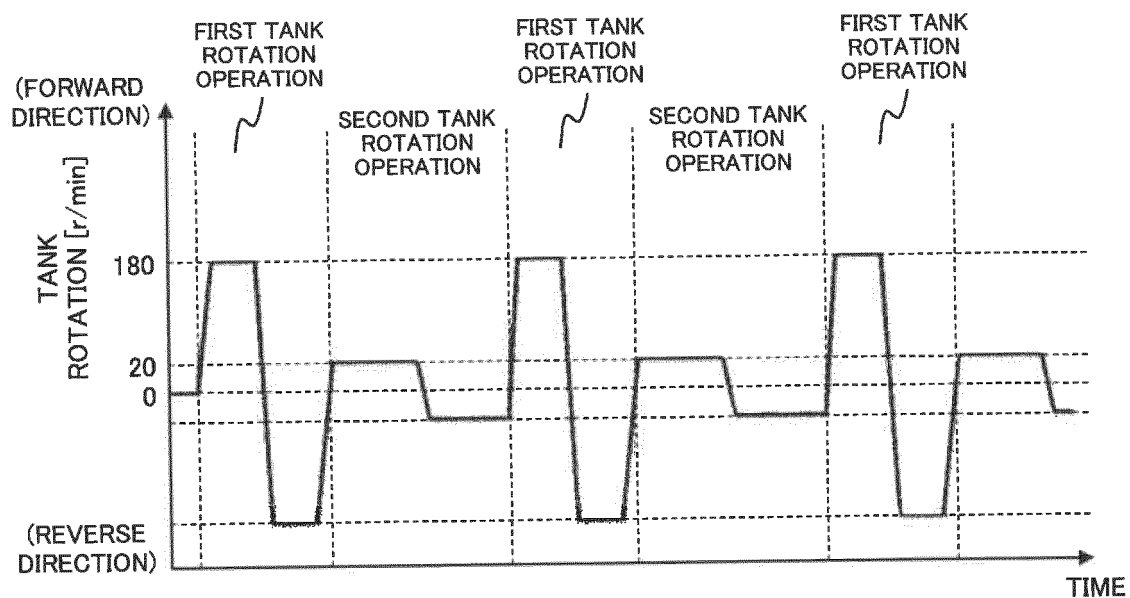 FIRST TANK
ROTATION
OPERATION
FIRST TANK
ROTATION
OPERATION
FIRST TANK
ROTATION
OPERATION
(FORWARD
DIRECTION)
SECOND TANK
ROTATION
OPERATION
SECOND TANK
ROTATION
OPERATION
TANK
ROTATION [r/min]
180
20
0
(REVERSE
DIRECTION)
TIME